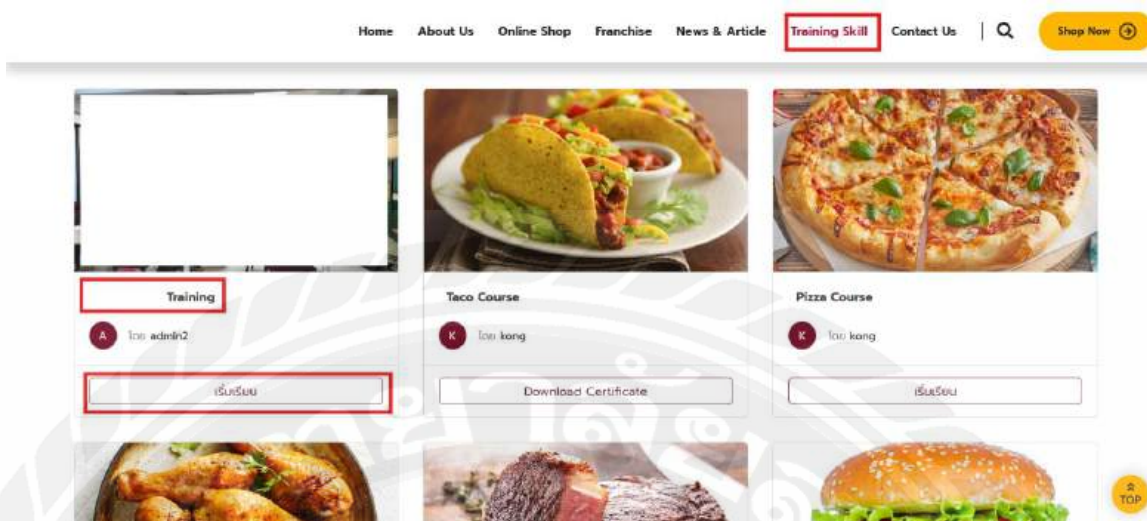 Home About Us Online Shop Franchise News & Article Training Skill Contact Us Shop Now
Training
Taco Course
Pizza Course
A โดย admin2
K โดย kong
K โดย kong
เริ่มเรียน
Download Certificate
เริ่มเรียน
TOP